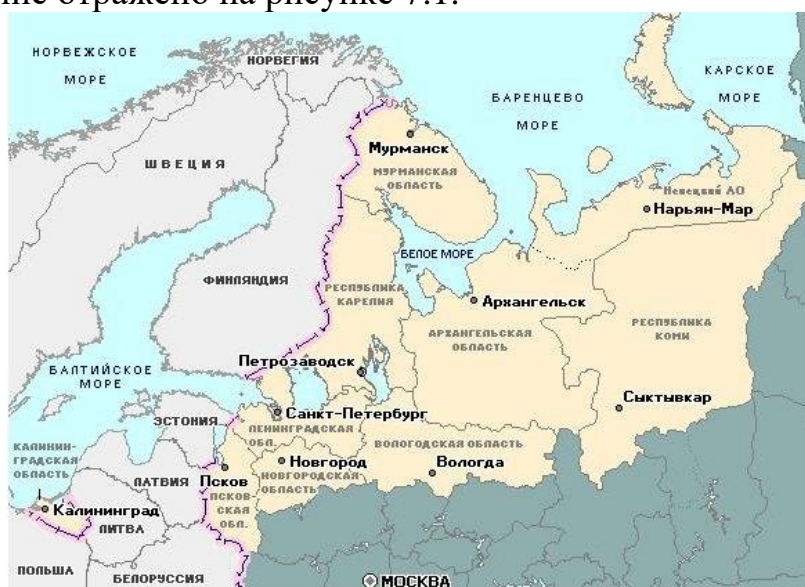 ие отражено на рисунке 7.1.
НОРВЕЖСКОЕ
МОРЕ
НОРВЕГИЯ
БАРЕНЦЕВО
МОРЕ
КАРСКОЕ
МОРЕ
ШВЕЦИЯ
Мурманск
МУРМАНСКАЯ
ОБЛАСТЬ
Ненецкий АО
Нарьян-Мар
БЕЛОЕ МОРЕ
ФИНЛЯНДИЯ
РЕСПУБЛИКА
КАРЕЛИЯ
Архангельск
АРХАНГЕЛЬСКАЯ
ОБЛАСТЬ
РЕСПУБЛИКА
КОМИ
Петрозаводск
БАЛТИЙСКОЕ
МОРЕ
Сыктывкар
ЭСТОНИЯ
Санкт-Петербург
ЛЕНИНГРАДСКАЯ
ОБЛ.
КАЛИНИН-
ГРАДСКАЯ
ОБЛАСТЬ
ВОЛОГОДСКАЯ ОБЛАСТЬ
Новгород
НОВГОРОДСКАЯ
ОБЛАСТЬ
Вологда
ЛАТВИЯ
Псков
ПСКОВ
СКАЯ
ОБЛ.
Калининград
ЛИТВА
ПОЛЬША
БЕЛОРУССИЯ
МОСКВА